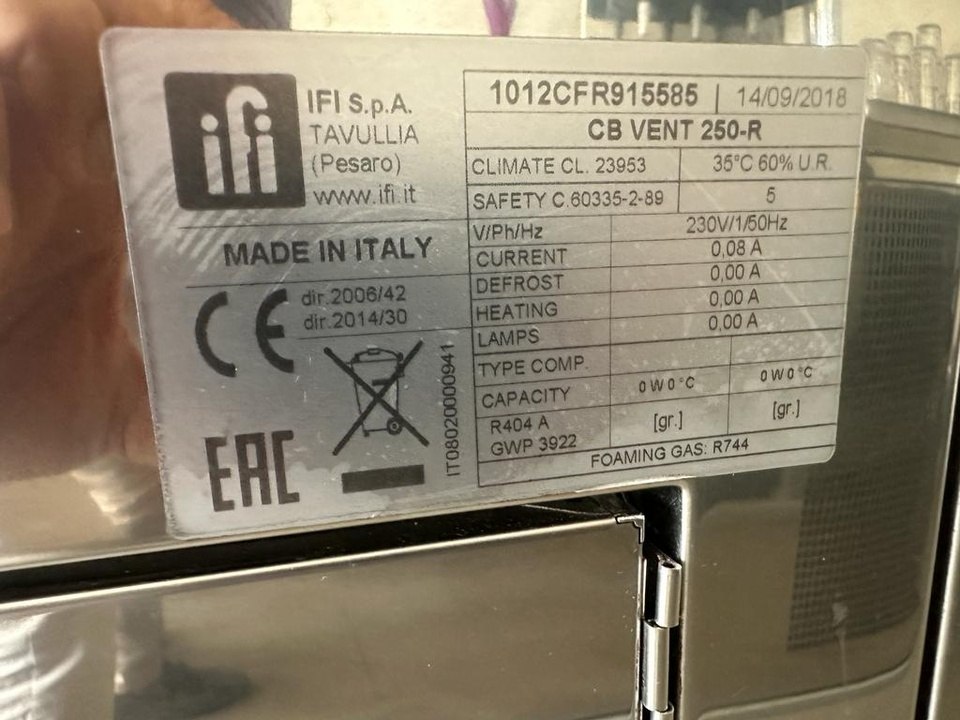 ifi
IFI S.p.A.
TAVULLIA
(Pesaro)
www.ifi.it
MADE IN ITALY
CE
dir.2006/42
dir.2014/30
EAC
IT08020000000941
1012CFR915585 | 14/09/2018
CB VENT 250-R
CLIMATE CL. 23953 35°C 60% U.R.
SAFETY C.60335-2-89 5
V/Ph/Hz 230V/1/50Hz
CURRENT 0,08 A
DEFROST 0,00 A
HEATING 0,00 A
LAMPS 0,00 A
TYPE COMP.
CAPACITY 0 W 0 °C 0 W 0 °C
R404 A [gr.] [gr.]
GWP 3922
FOAMING GAS: R744